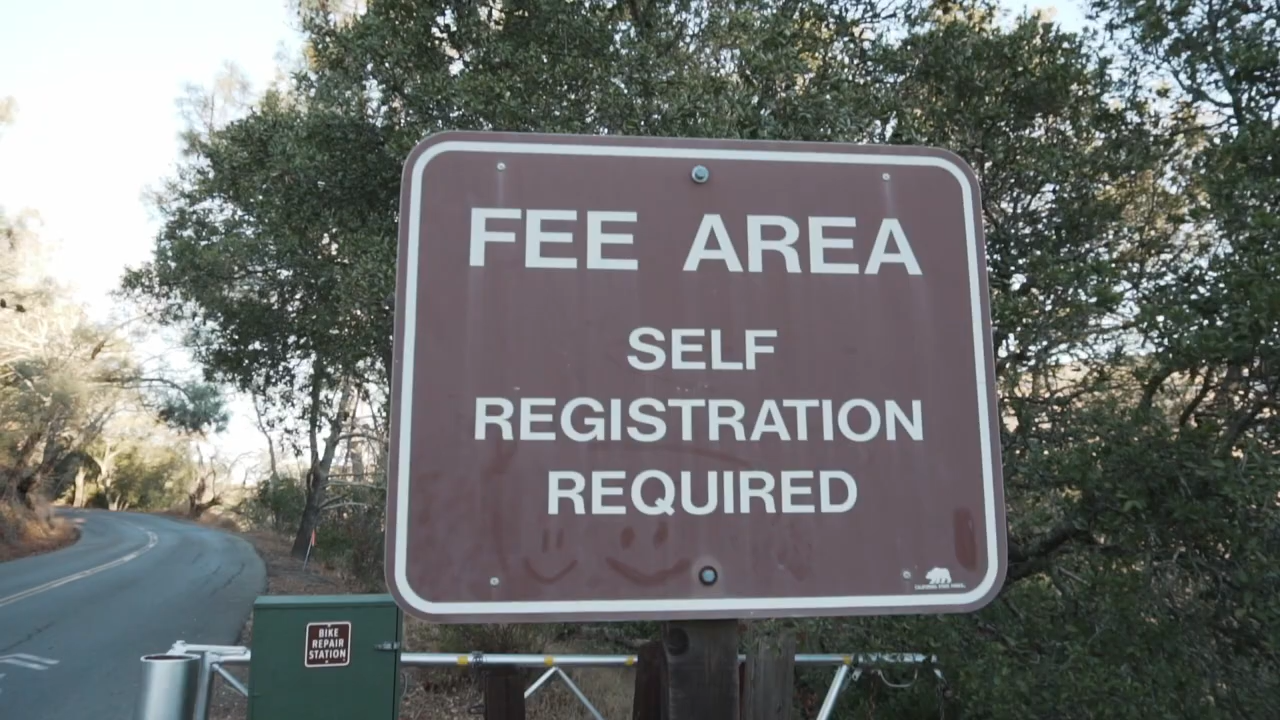 FEE AREA
SELF
REGISTRATION
REQUIRED
BIKE
REPAIR
STATION